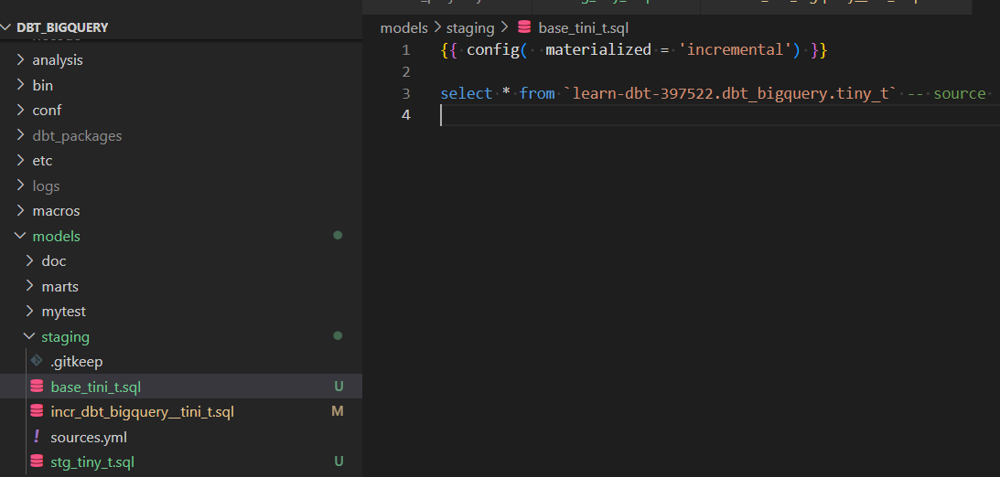 DBT_BIGQUERY
analysis
bin
conf
dbt_packages
etc
logs
macros
models
doc
marts
mytest
staging
.gitkeep
base_tini_t.sql U
incr_dbt_bigquery__tini_t.sql M
! sources.yml
stg_tiny_t.sql U
models > staging > base_tini_t.sql
1 {{ config(  materialized = 'incremental') }}
2
3 select * from `learn-dbt-397522.dbt_bigquery.tiny_t` -- source
4